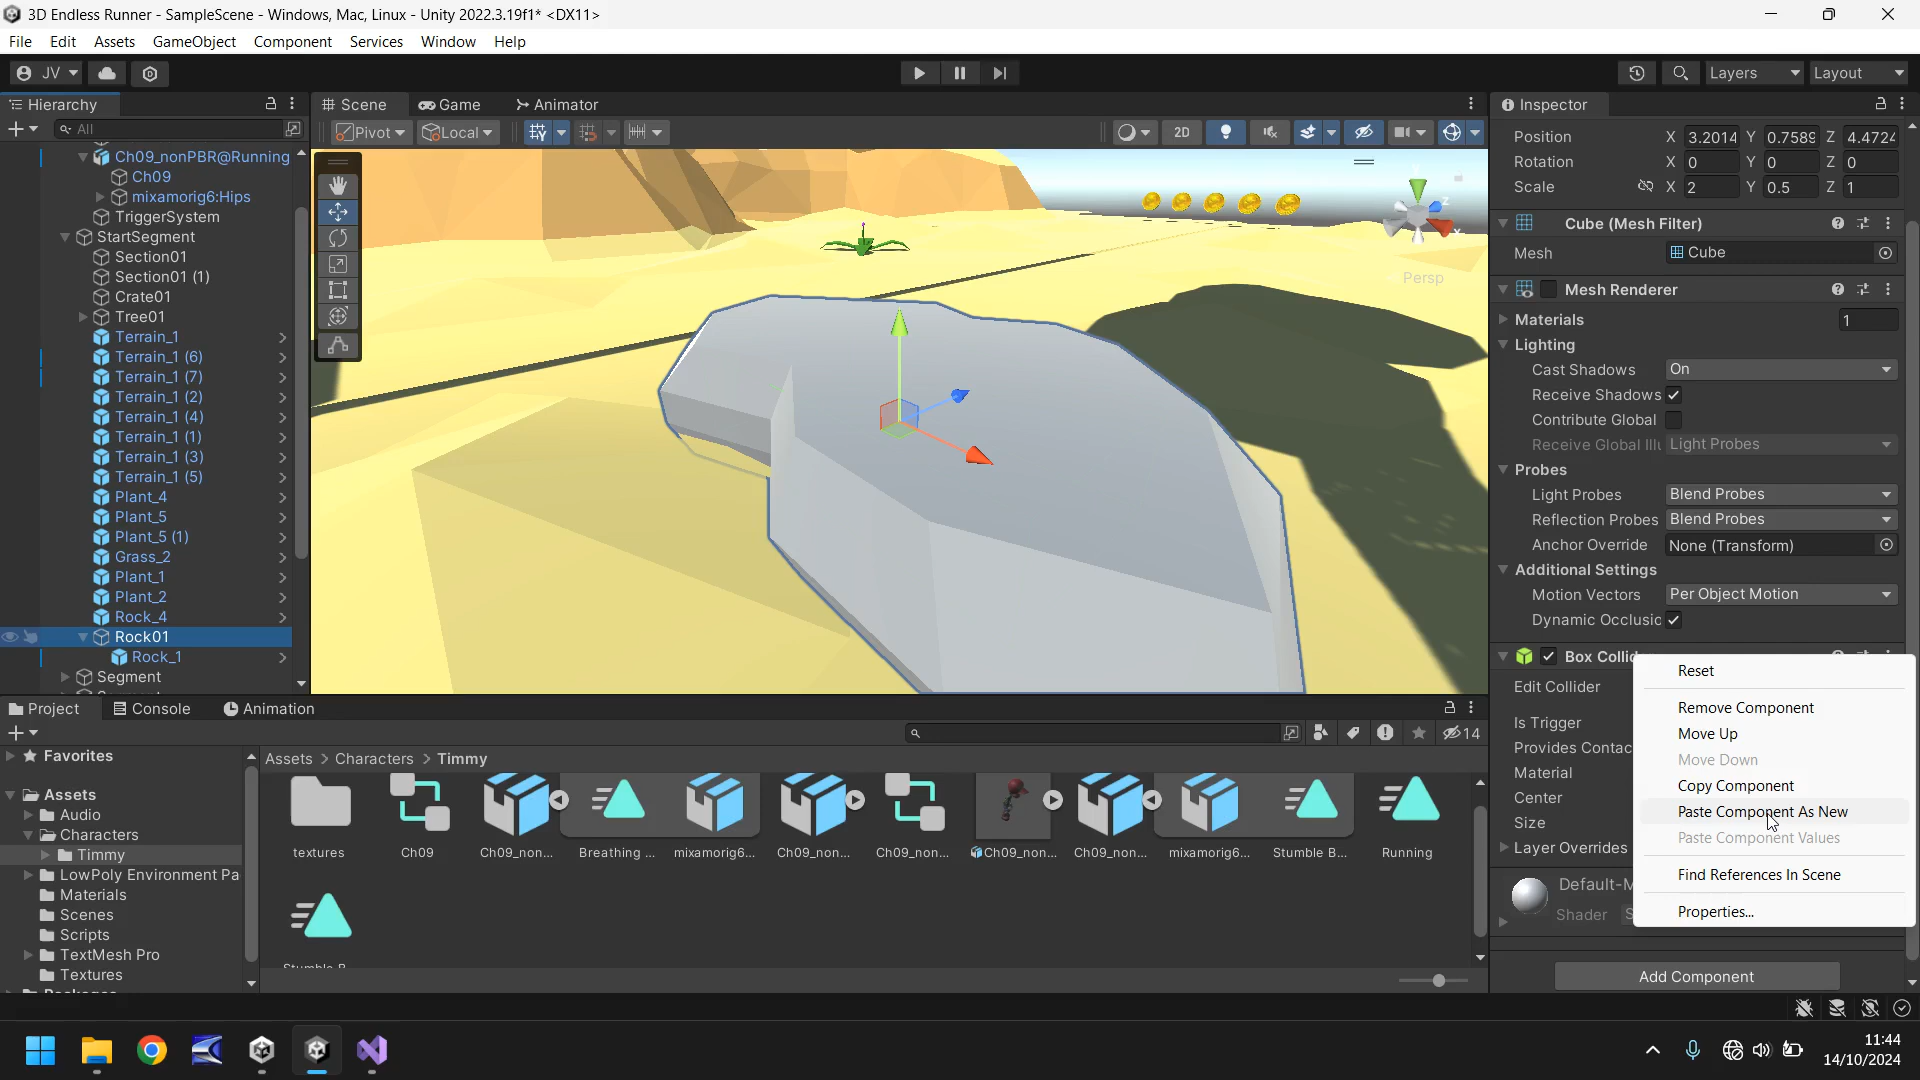 3D Endless Runner - SampleScene - Windows, Mac, Linux - Unity 2022.3.19f1* <DX11>
File Edit Assets GameObject Component Services Window Help
JV Layers Layout
Hierarchy
All
Ch09_nonPBR@Running
Ch09
mixamorig6:Hips
TriggerSystem
StartSegment
Section01
Section01 (1)
Crate01
Tree01
Terrain_1
Terrain_1 (6)
Terrain_1 (7)
Terrain_1 (2)
Terrain_1 (4)
Terrain_1 (1)
Terrain_1 (3)
Terrain_1 (5)
Plant_4
Plant_5
Plant_5 (1)
Grass_2
Plant_1
Plant_2
Rock_4
Rock01
Rock_1
Segment
Scene Game Animator
Pivot Local 2D
z
x
Persp
Inspector
Position X 3.2014 Y 0.7589 Z 4.4724
Rotation X 0 Y 0 Z 0
Scale X 2 Y 0.5 Z 1
Cube (Mesh Filter)
Mesh Cube
Mesh Renderer
Materials 1
Lighting
Cast Shadows On
Receive Shadows
Contribute Global
Receive Global Illu Light Probes
Probes
Light Probes Blend Probes
Reflection Probes Blend Probes
Anchor Override None (Transform)
Additional Settings
Motion Vectors Per Object Motion
Dynamic Occlusic
Box Collid
Edit Collider
Is Trigger
Provides Contac
Material
Center
Size
Layer Overrides
Default-M
Shader S
Add Component
Reset
Remove Component
Move Up
Move Down
Copy Component
Paste Component As New
Paste Component Values
Find References In Scene
Properties...
Project Console Animation
14
Favorites
Assets
Audio
Characters
Timmy
LowPoly Environment Pa
Materials
Scenes
Scripts
TextMesh Pro
Textures
Assets > Characters > Timmy
textures Ch09 Ch09_non... Breathing ... mixamorig6... Ch09_non... Ch09_non... Ch09_non... Ch09_non... mixamorig6... Stumble B... Running
11:44
14/10/2024